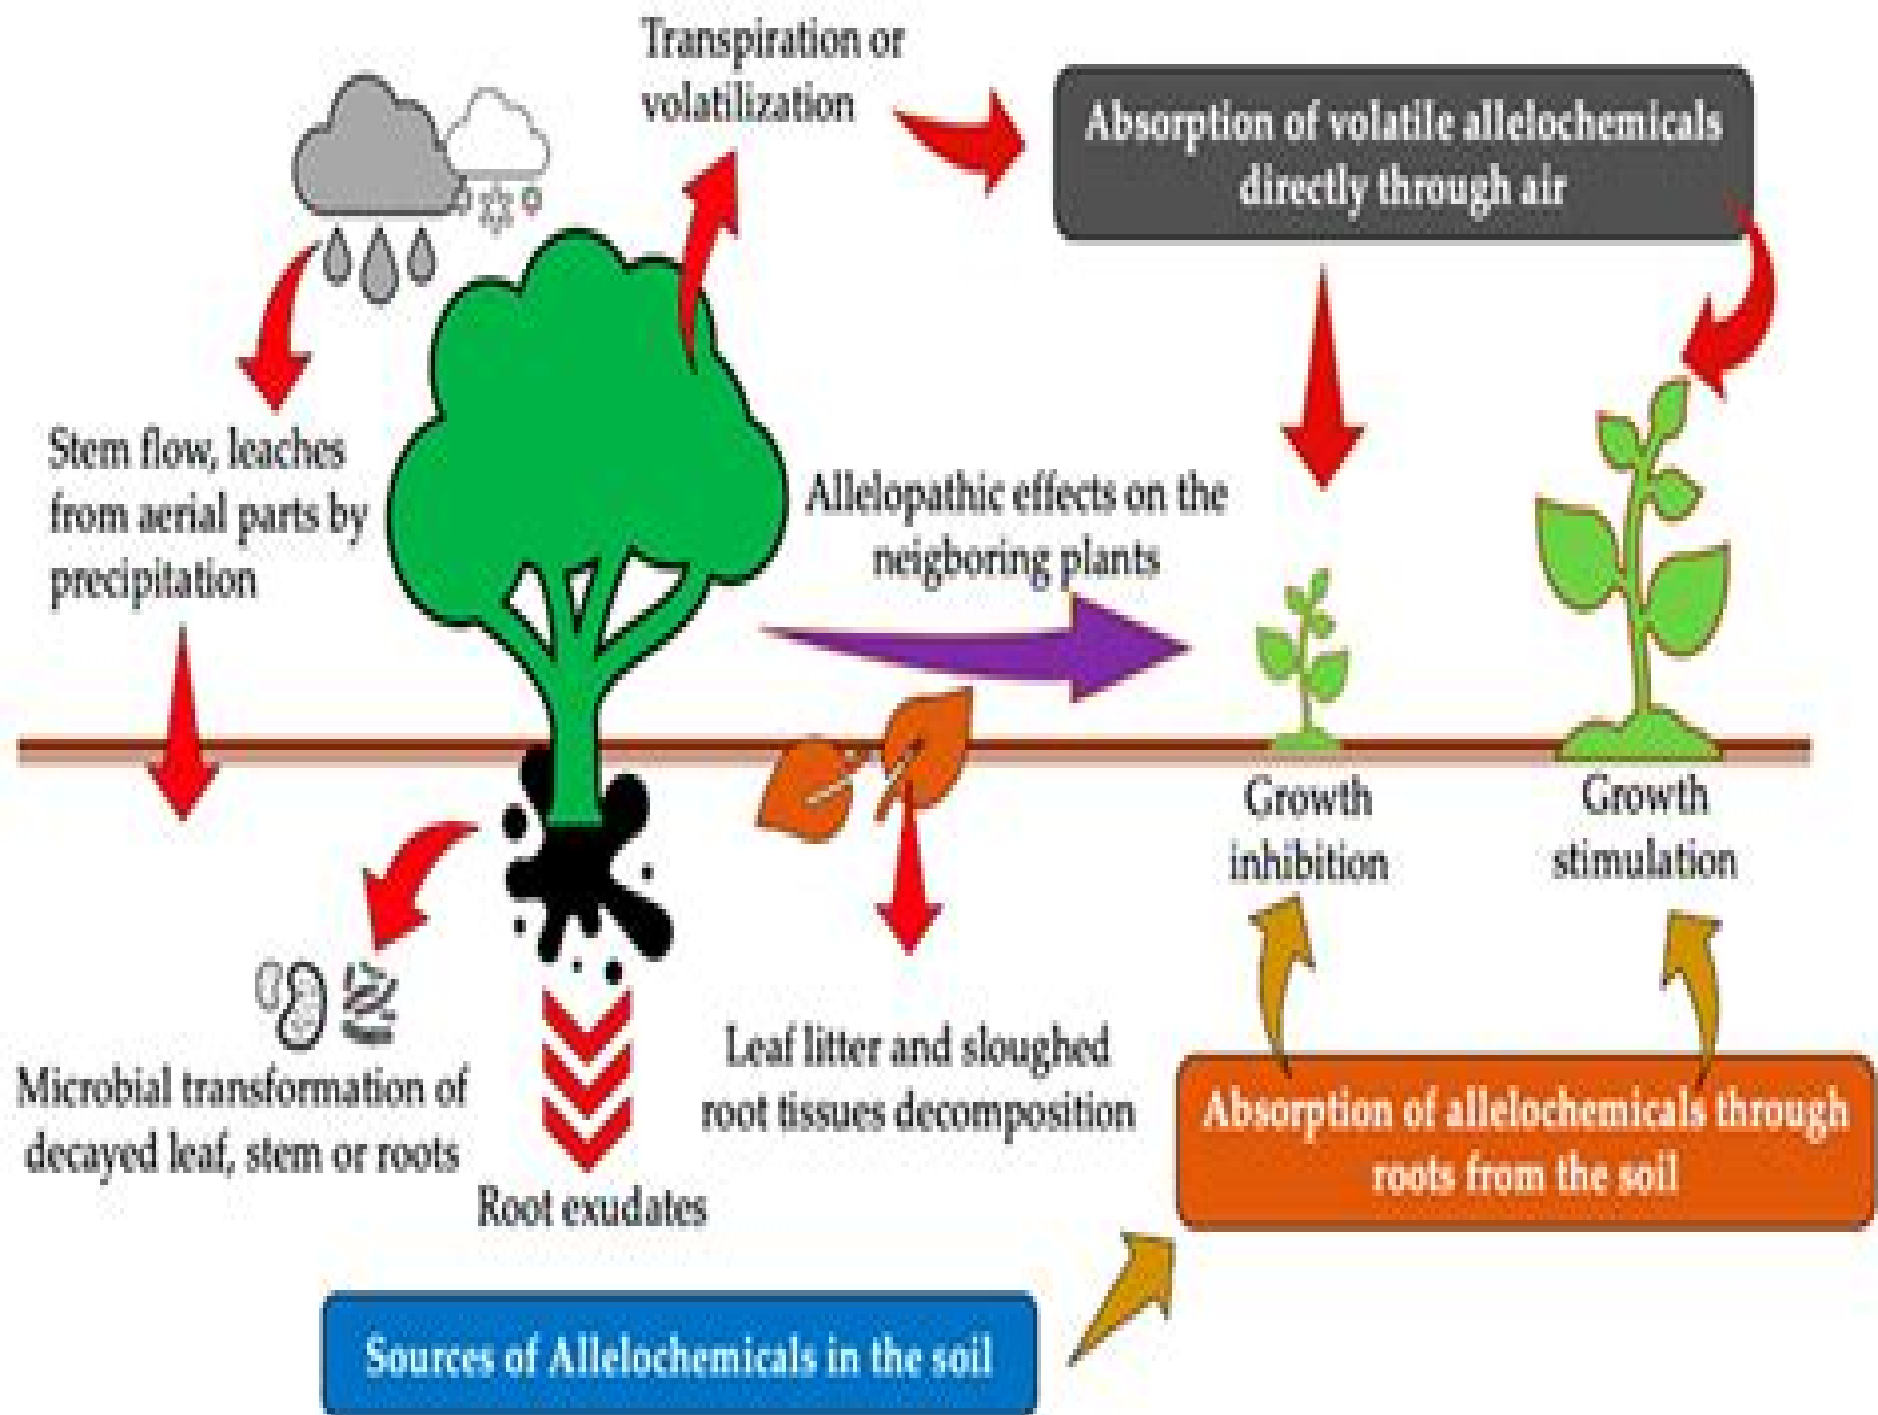 Transpiration or
volatilization
Absorption of volatile allelochemicals
directly through air
Stem flow, leaches
from aerial parts by
precipitation
Allelopathic effects on the
neigboring plants
Growth
inhibition
Growth
stimulation
Microbial transformation of
decayed leaf, stem or roots
Root exudates
Leaf litter and sloughed
root tissues decomposition
Absorption of allelochemicals through
roots from the soil
Sources of Allelochemicals in the soil